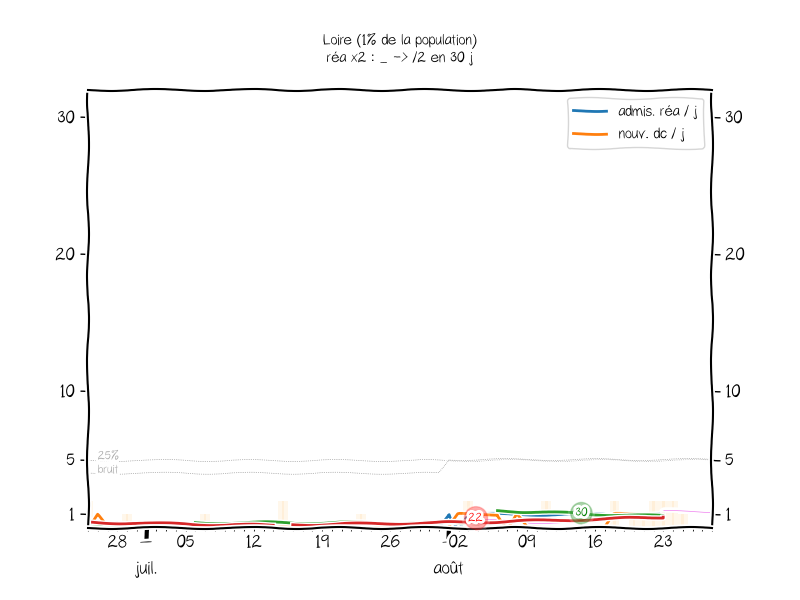 Loire (1% de la population)
réa x2 : _ -> /2 en 30 j
admis. réa / j
nouv. dc / j
30 30
20 20
10 10
5 5
25%
bruit
1 1
22
30
28 05 12 19 26 02 09 16 23
juil. août